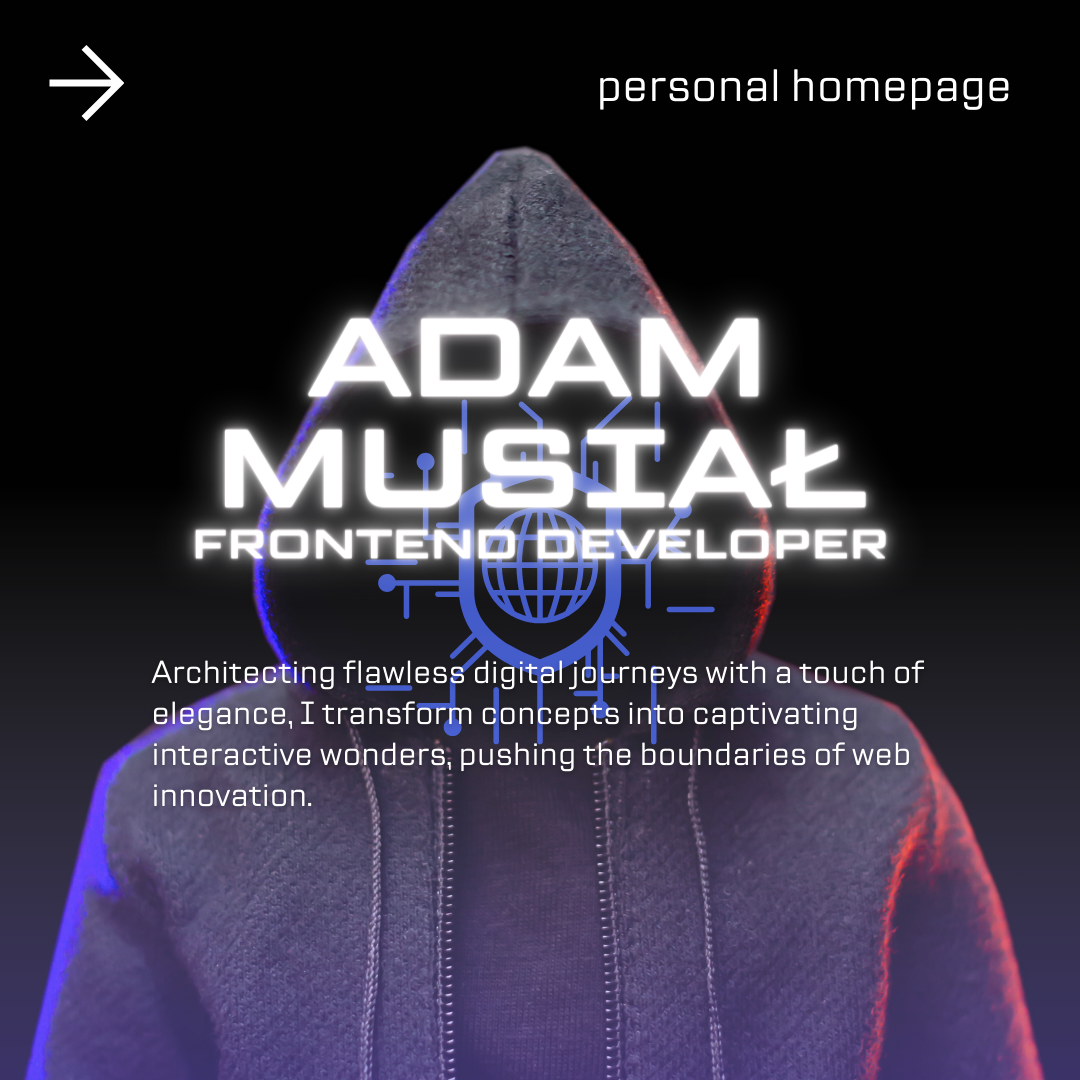 personal homepage
ADAM
MUSIAŁ
FRONTEND DEVELOPER
Architecting flawless digital journeys with a touch of
elegance, I transform concepts into captivating
interactive wonders, pushing the boundaries of web
innovation.